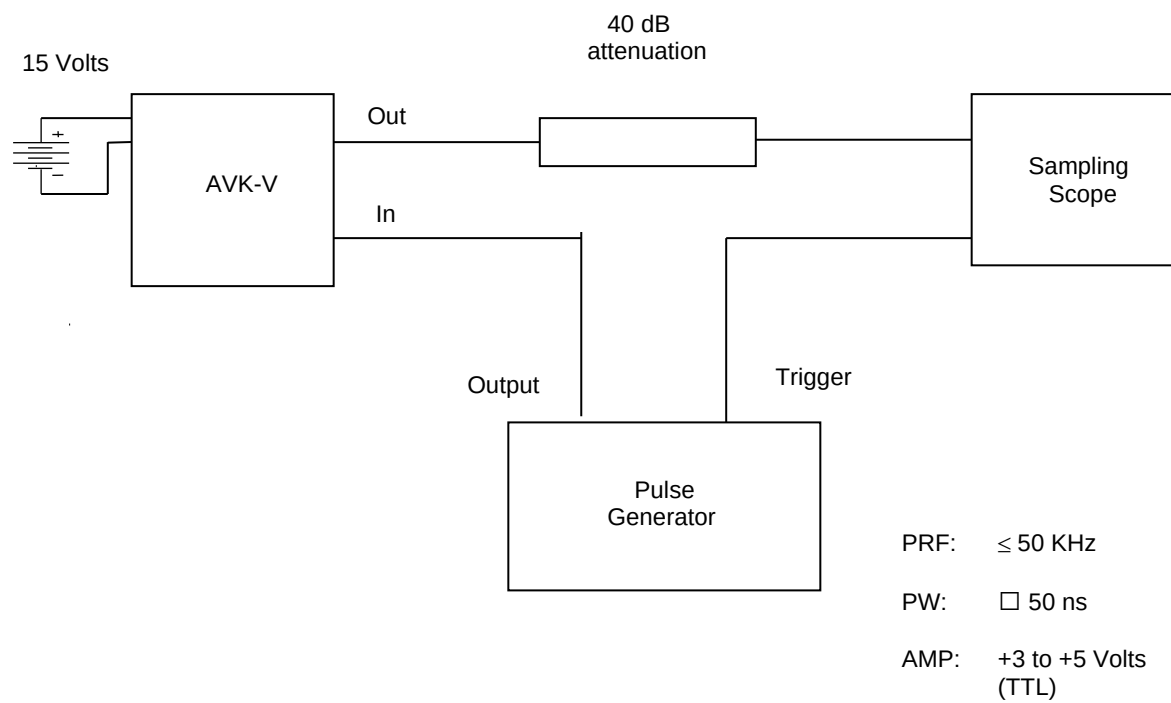 40 dB
attenuation
15 Volts
+
−
AVK-V
Out
In
Sampling
Scope
Output
Trigger
Pulse
Generator
PRF: ≤ 50 KHz
PW: □ 50 ns
AMP: +3 to +5 Volts
(TTL)